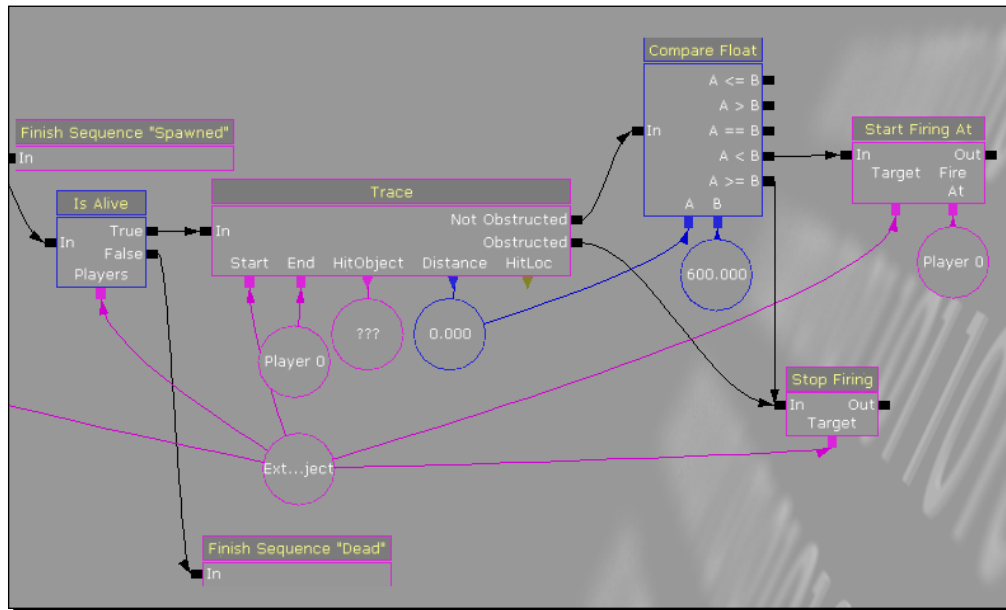 Finish Sequence "Spawned"
In
Is Alive
In
True
False
Players
Trace
In
Not Obstructed
Obstructed
Start End HitObject Distance HitLoc
Player 0
???
0.000
Ext...ject
Compare Float
A <= B
A > B
In
A == B
A < B
A >= B
A B
600.000
Start Firing At
In Out
Target Fire
At
Player 0
Stop Firing
In Out
Target
Finish Sequence "Dead"
In